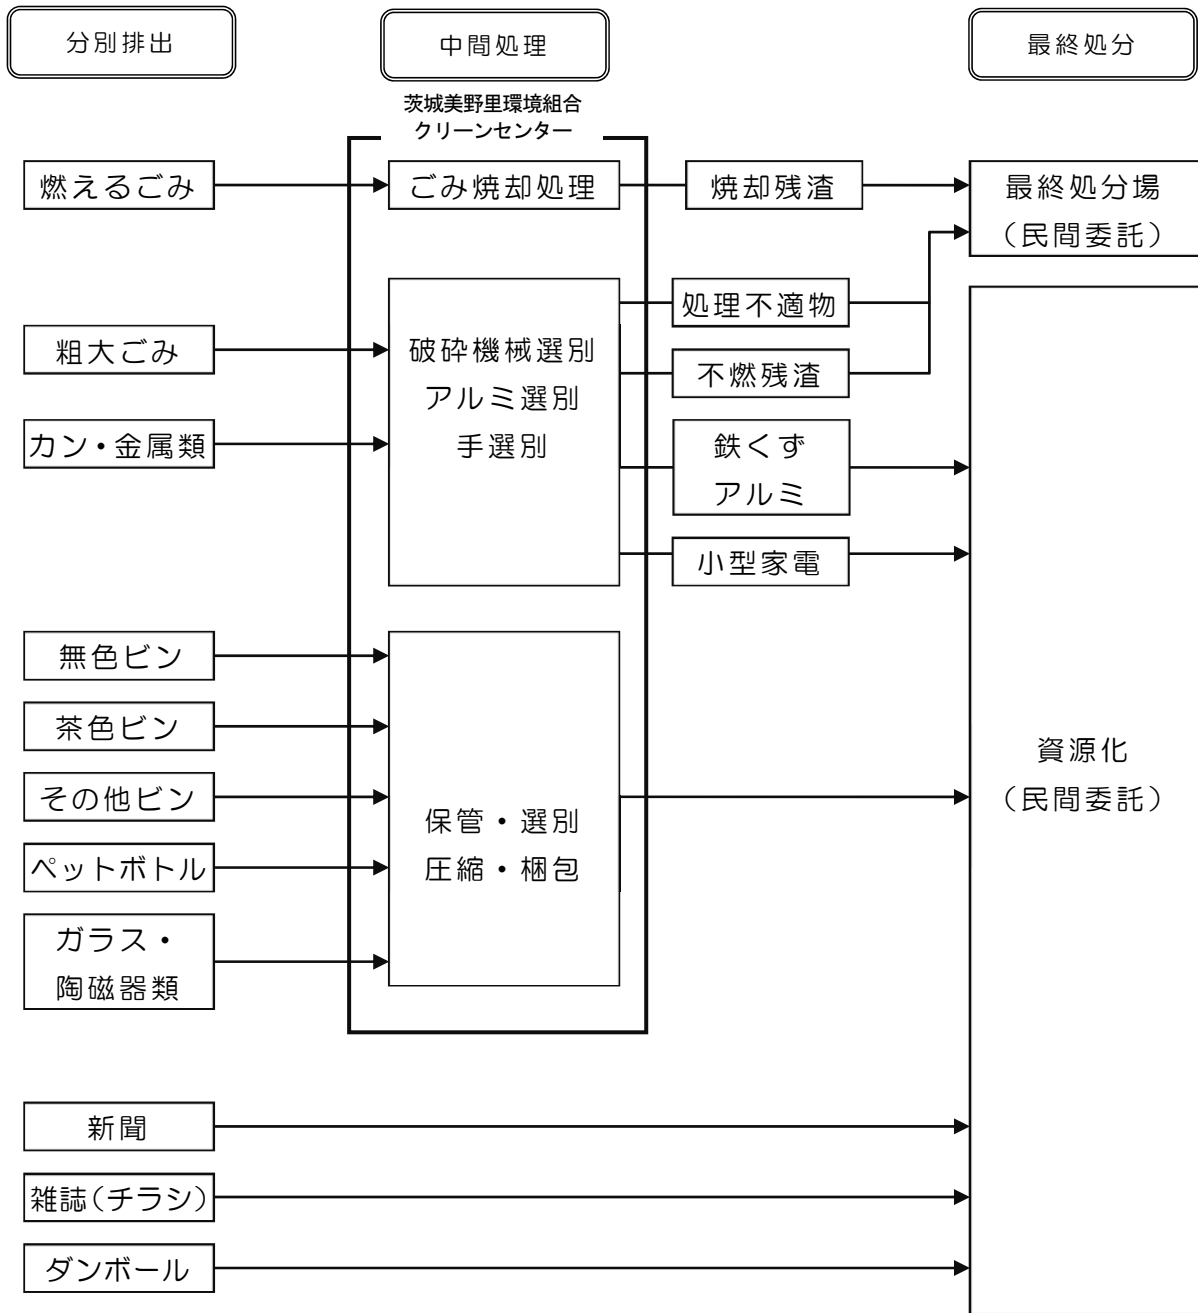 分別排出
中間処理
最終処分
茨城美野里環境組合
クリーンセンター
燃えるごみ
ごみ焼却処理
焼却残渣
最終処分場
(民間委託)
処理不適物
粗大ごみ
破砕機械選別
アルミ選別
手選別
不燃残渣
カン・金属類
鉄くず
アルミ
小型家電
無色ビン
茶色ビン
その他ビン
ペットボトル
ガラス・
陶磁器類
保管・選別
圧縮・梱包
資源化
(民間委託)
新聞
雑誌(チラシ)
ダンボール